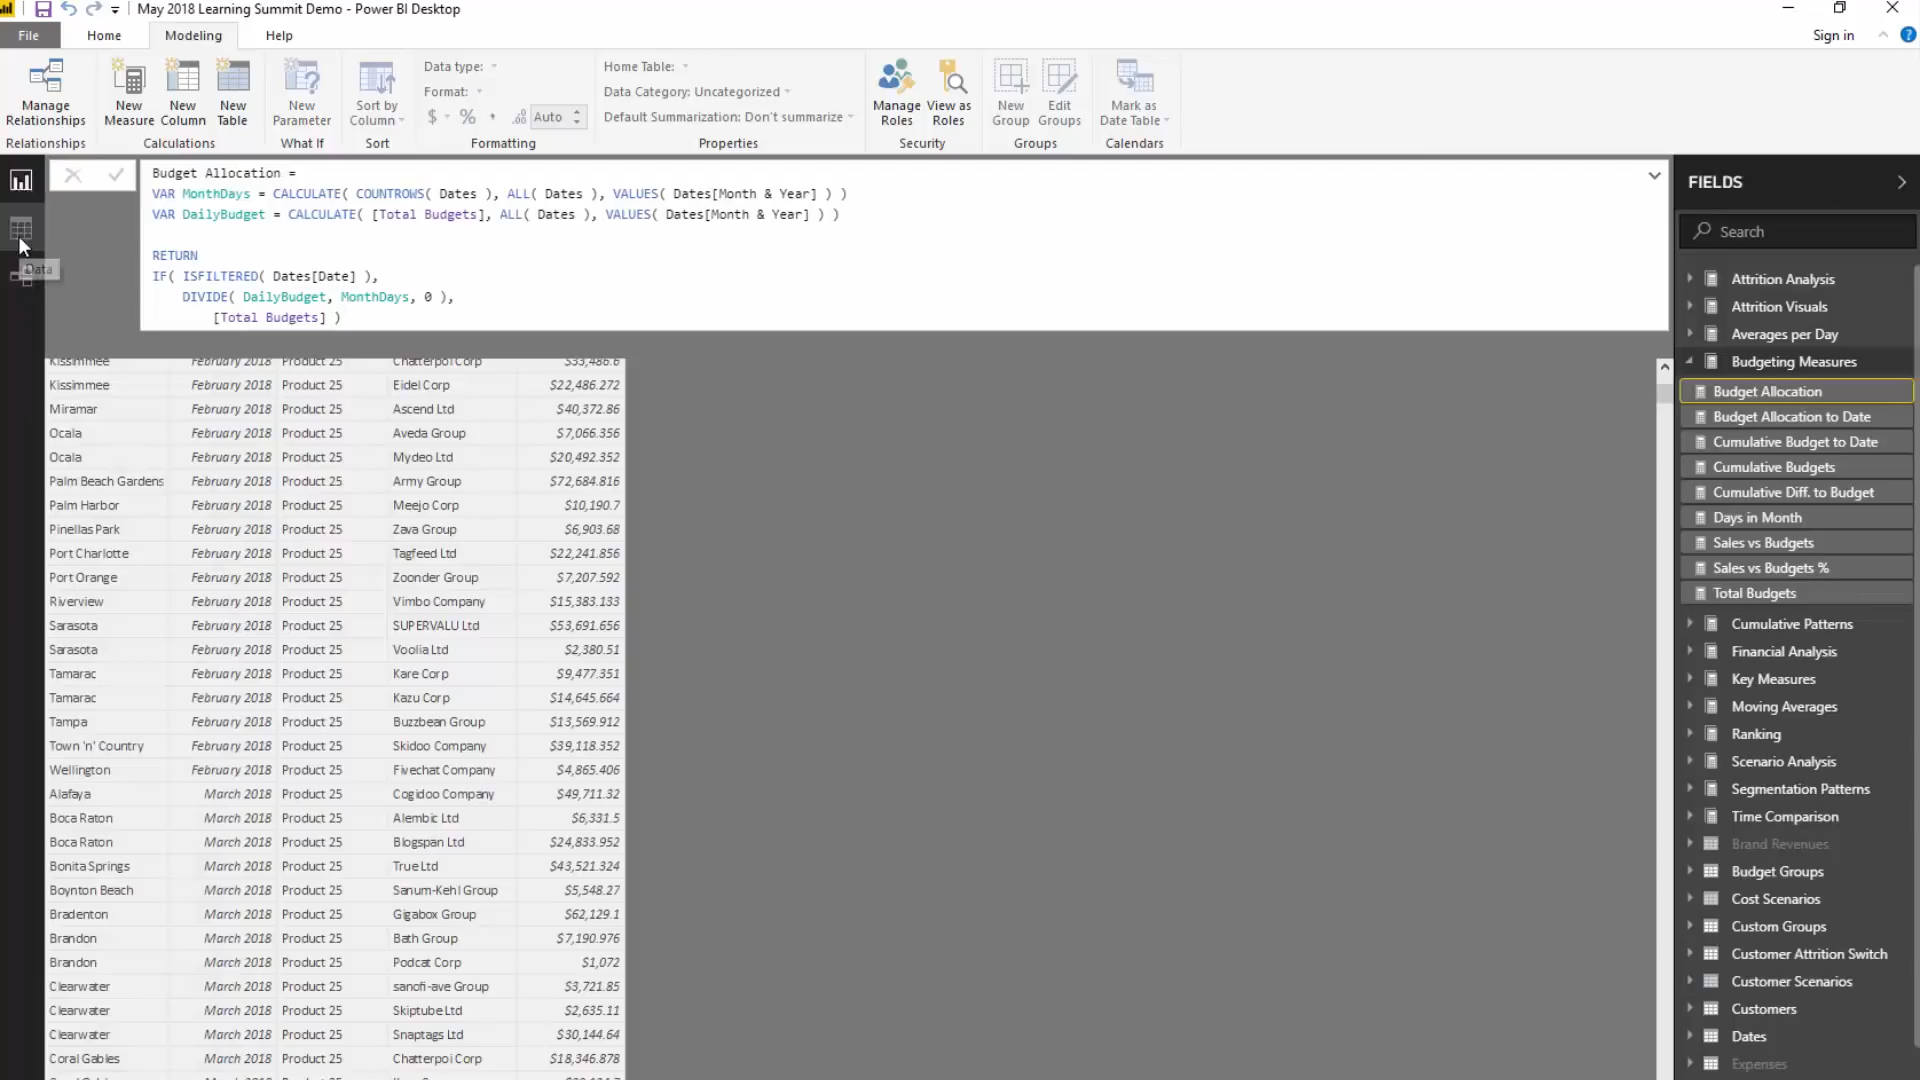 May 2018 Learning Summit Demo - Power BI Desktop
File
Home
Modeling
Help
Sign in
Manage
Relationships
New
Measure
New
Column
New
Table
New
Parameter
Sort by
Column
Data type:
Format:
$ % , .00 Auto
Home Table:
Data Category: Uncategorized
Default Summarization: Don't summarize
Manage
Roles
View as
Roles
New
Group
Edit
Groups
Mark as
Date Table
Relationships
Calculations
What If
Sort
Formatting
Properties
Security
Groups
Calendars
Budget Allocation =
VAR MonthDays = CALCULATE( COUNTROWS( Dates ), ALL( Dates ), VALUES( Dates[Month & Year] ) )
VAR DailyBudget = CALCULATE( [Total Budgets], ALL( Dates ), VALUES( Dates[Month & Year] ) )
RETURN
IF( ISFILTERED( Dates[Date] ),
DIVIDE( DailyBudget, MonthDays, 0 ),
[Total Budgets] )
Data
Kissimmee February 2018 Product 25 Chatterpoi Corp $33,486.6
Kissimmee February 2018 Product 25 Eidel Corp $22,486.272
Miramar February 2018 Product 25 Ascend Ltd $40,372.86
Ocala February 2018 Product 25 Aveda Group $7,066.356
Ocala February 2018 Product 25 Mydeo Ltd $20,492.352
Palm Beach Gardens February 2018 Product 25 Army Group $72,684.816
Palm Harbor February 2018 Product 25 Meejo Corp $10,190.7
Pinellas Park February 2018 Product 25 Zava Group $6,903.68
Port Charlotte February 2018 Product 25 Tagfeed Ltd $22,241.856
Port Orange February 2018 Product 25 Zoonder Group $7,207.592
Riverview February 2018 Product 25 Vimbo Company $15,383.133
Sarasota February 2018 Product 25 SUPERVALU Ltd $53,691.656
Sarasota February 2018 Product 25 Voolia Ltd $2,380.51
Tamarac February 2018 Product 25 Kare Corp $9,477.351
Tamarac February 2018 Product 25 Kazu Corp $14,645.664
Tampa February 2018 Product 25 Buzzbean Group $13,569.912
Town 'n' Country February 2018 Product 25 Skidoo Company $39,118.352
Wellington February 2018 Product 25 Fivechat Company $4,865.406
Alafaya March 2018 Product 25 Cogidoo Company $49,711.32
Boca Raton March 2018 Product 25 Alembic Ltd $6,331.5
Boca Raton March 2018 Product 25 Blogspan Ltd $24,833.952
Bonita Springs March 2018 Product 25 True Ltd $43,521.324
Boynton Beach March 2018 Product 25 Sanum-Kehl Group $5,548.27
Bradenton March 2018 Product 25 Gigabox Group $62,129.1
Brandon March 2018 Product 25 Bath Group $7,190.976
Brandon March 2018 Product 25 Podcat Corp $1,072
Clearwater March 2018 Product 25 sanofi-ave Group $3,721.85
Clearwater March 2018 Product 25 Skiptube Ltd $2,635.11
Clearwater March 2018 Product 25 Snaptags Ltd $30,144.64
Coral Gables March 2018 Product 25 Chatterpoi Corp $18,346.878
FIELDS
Search
Attrition Analysis
Attrition Visuals
Averages per Day
Budgeting Measures
Budget Allocation
Budget Allocation to Date
Cumulative Budget to Date
Cumulative Budgets
Cumulative Diff. to Budget
Days in Month
Sales vs Budgets
Sales vs Budgets %
Total Budgets
Cumulative Patterns
Financial Analysis
Key Measures
Moving Averages
Ranking
Scenario Analysis
Segmentation Patterns
Time Comparison
Brand Revenues
Budget Groups
Cost Scenarios
Custom Groups
Customer Attrition Switch
Customer Scenarios
Customers
Dates
Expenses